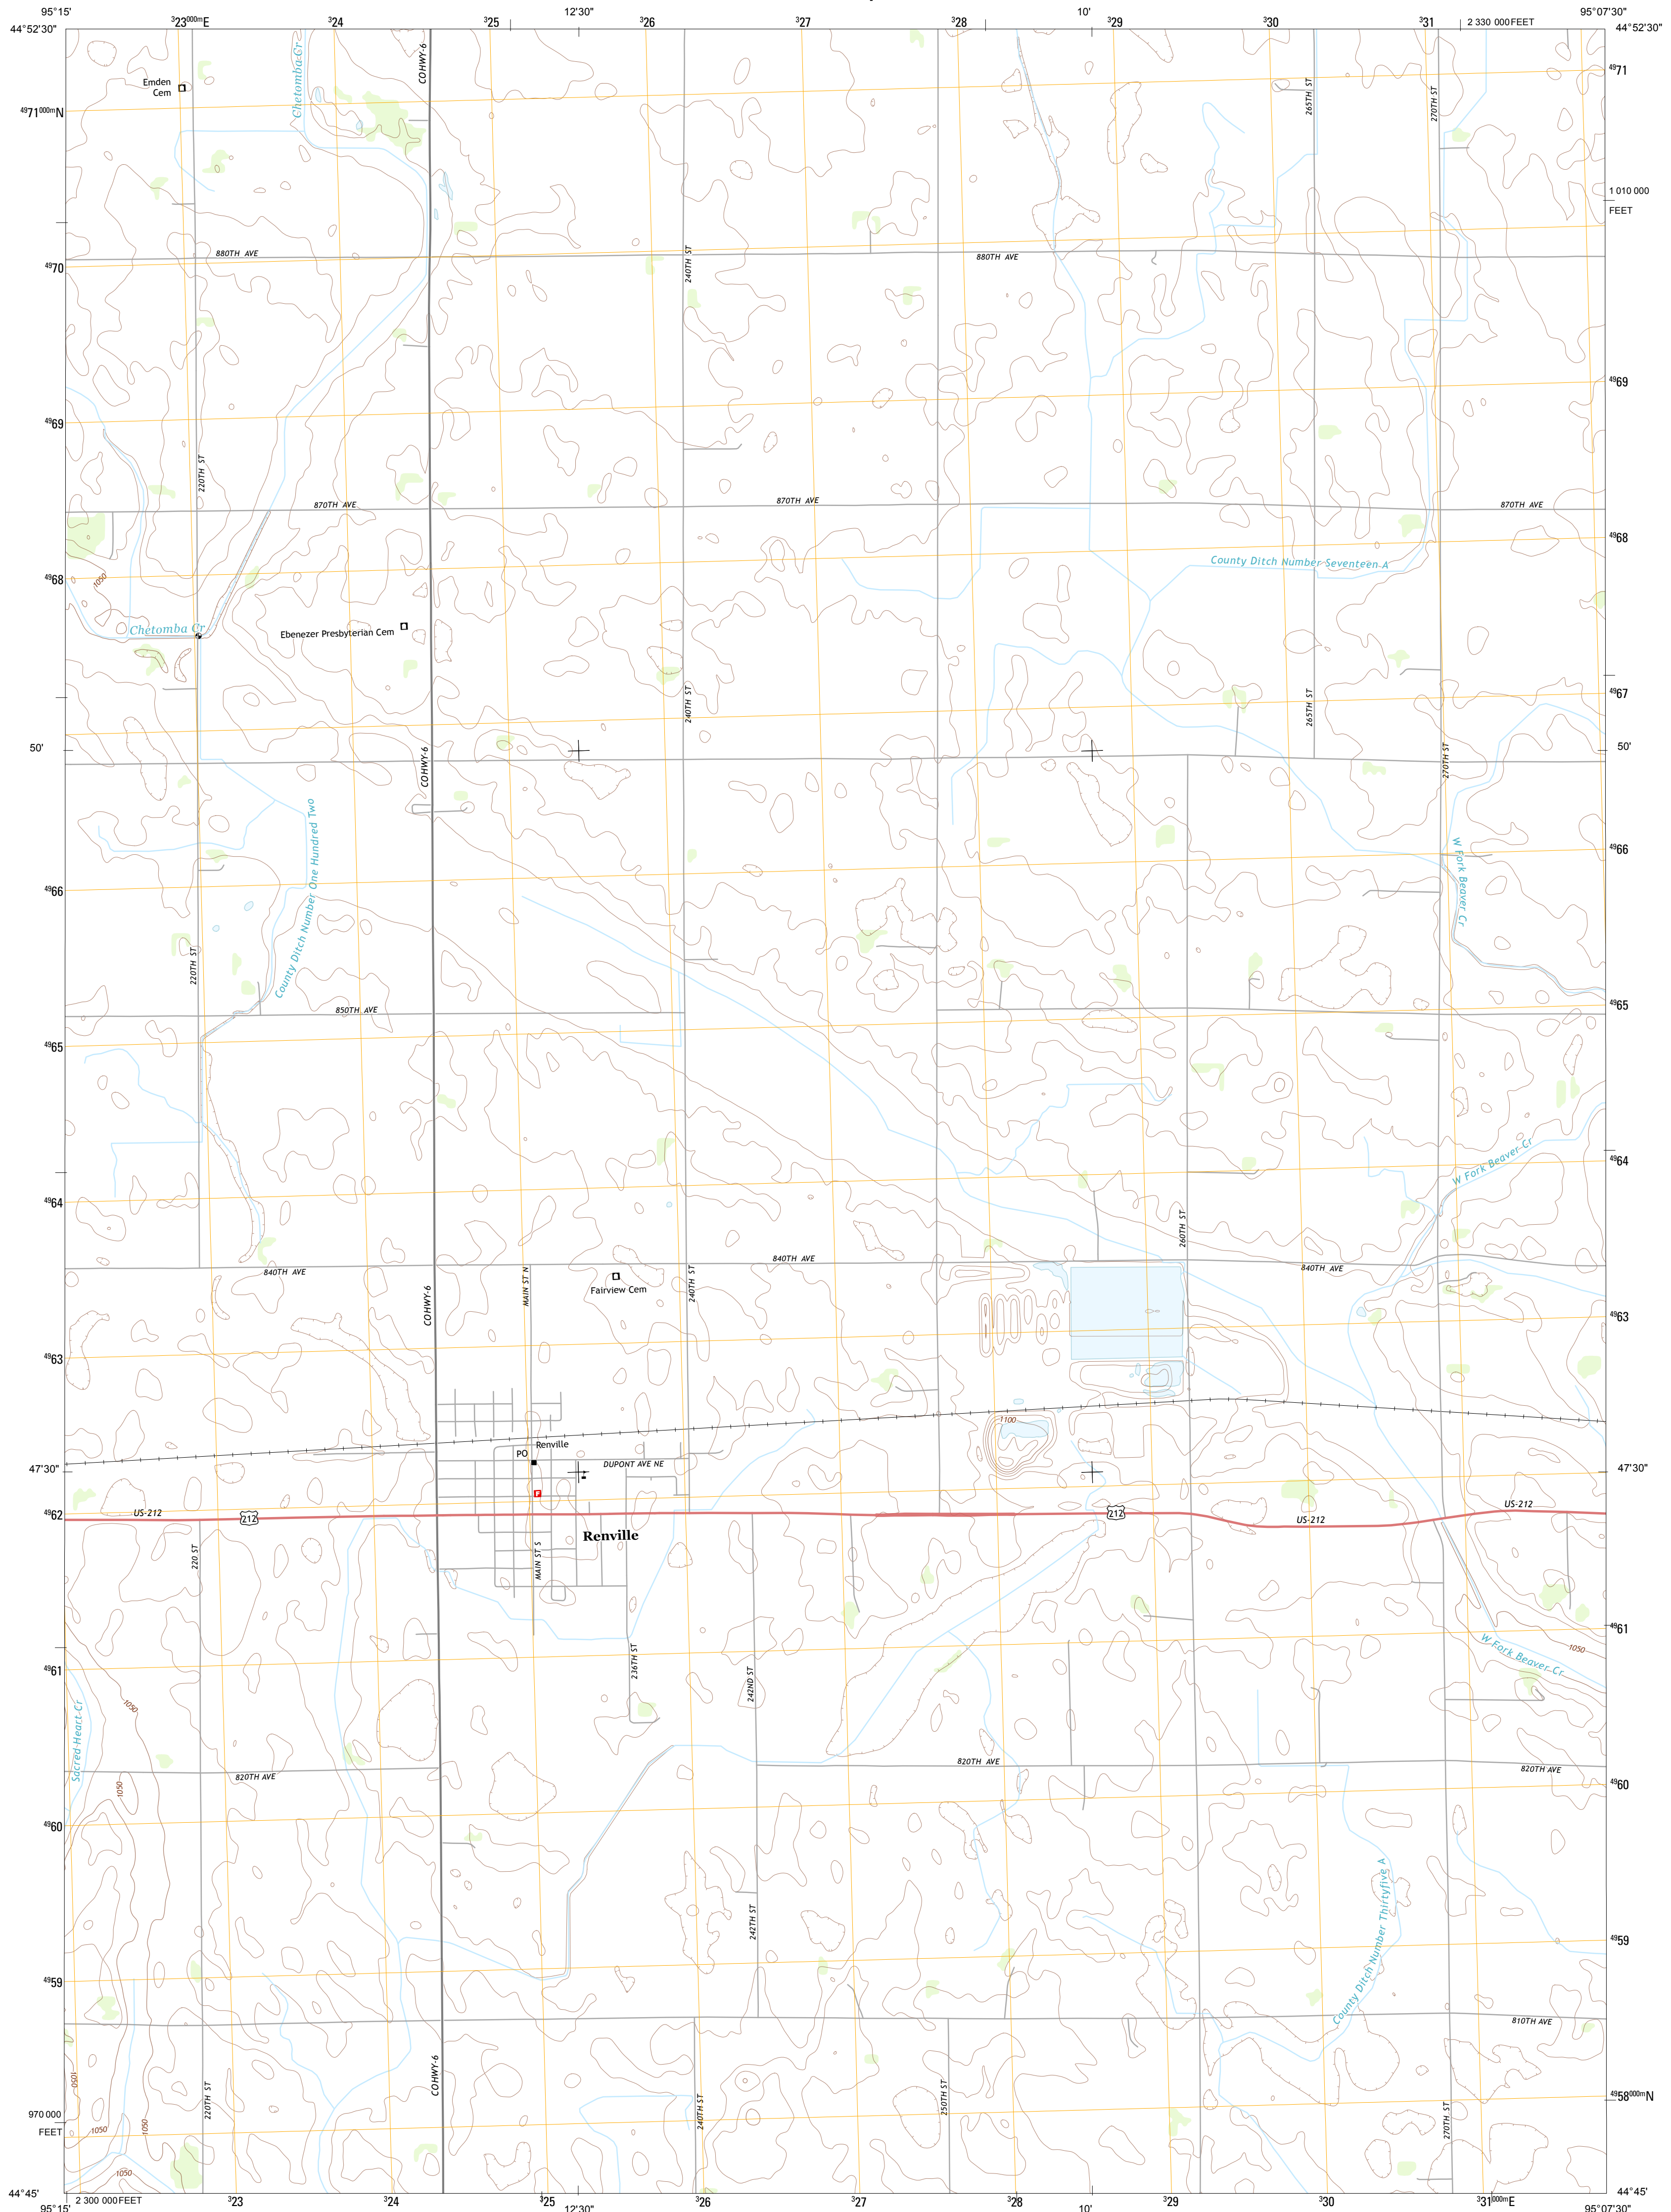 95°15' 323000mE 324 325 12'30" 326 327 328 10' 329 330 331 2 330 000 FEET 95°07'30"
44°52'30" 44°52'30"
4971
Emden
Cem
Chetomba Cr
COHWY-6
265TH ST
270TH ST
4971000mN
1 010 000
FEET
880TH AVE
240TH ST
880TH AVE
4970
4969
4969
220TH ST
870TH AVE
870TH AVE
870TH AVE
4968
County Ditch Number Seventeen A
4968
1050
Chetomba Cr
Ebenezer Presbyterian Cem
240TH ST
265TH ST
4967
50'
COHWY-6
270TH ST
50'
County Ditch Number One Hundred Two
W Fork Beaver Cr
4966
4966
220TH ST
850TH AVE
4965
4965
W Fork Beaver Cr
4964
4964
260TH ST
840TH AVE
840TH AVE
840TH AVE
COHWY-6
MAIN ST N
Fairview Cem
240TH ST
4963
4963
1100
Renville
PO
DUPONT AVE NE
47'30"
47'30"
F
4962
US-212
212
212
US-212
US-212
Renville
220 ST
MAIN ST S
4961
W Fork Beaver Cr
1050
4961
236TH ST
242ND ST
1050
Sacred Heart Cr
820TH AVE
820TH AVE
820TH AVE
1050
4960
4960
County Ditch Number Thirtyfive A
242TH ST
4959
4959
810TH AVE
COHWY-6
220TH ST
240TH ST
250TH ST
270TH ST
1050
4958000mN
970 000
FEET
1050
1050
1050
44°45' 44°45'
95°15' 2 300 000 FEET 323 324 325 12'30" 326 327 328 10' 329 330 331000mE 95°07'30"